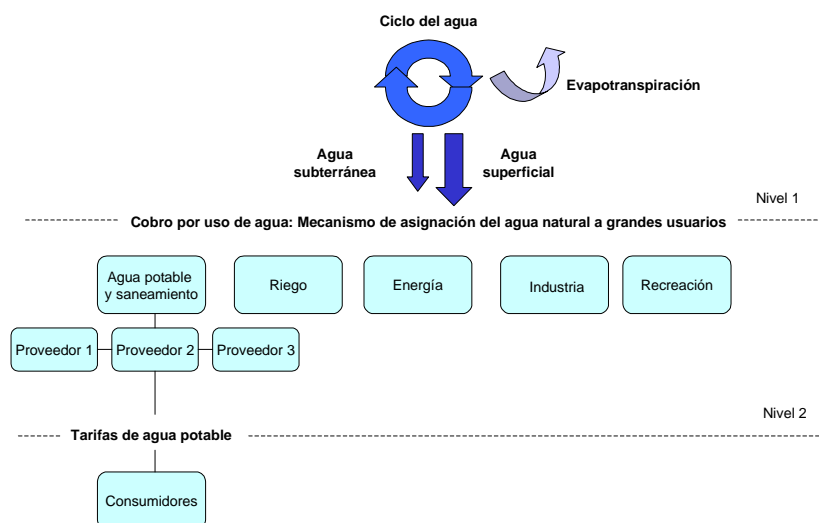 Ciclo del agua
Evapotranspiración
Agua
subterránea
Agua
superficial
Nivel 1
Cobro por uso de agua: Mecanismo de asignación del agua natural a grandes usuarios
Agua potable
y saneamiento
Riego
Energía
Industria
Recreación
Proveedor 1
Proveedor 2
Proveedor 3
Nivel 2
Tarifas de agua potable
Consumidores